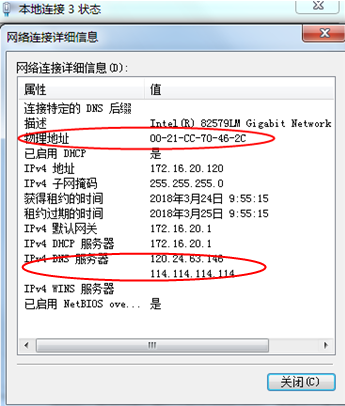 本地连接 3 状态
网络连接详细信息
网络连接详细信息(D):
属性 值
连接特定的 DNS 后缀
描述 Intel(R) 82579LM Gigabit Network
物理地址 00-21-CC-70-46-2C
已启用 DHCP 是
IPv4 地址 172.16.20.120
IPv4 子网掩码 255.255.255.0
获得租约的时间 2018年3月24日 9:55:15
租约过期的时间 2018年3月25日 9:55:15
IPv4 默认网关 172.16.20.1
IPv4 DHCP 服务器 172.16.20.1
IPv4 DNS 服务器 120.24.63.146
114.114.114.114
IPv4 WINS 服务器
已启用 NetBIOS ove... 是
关闭(C)